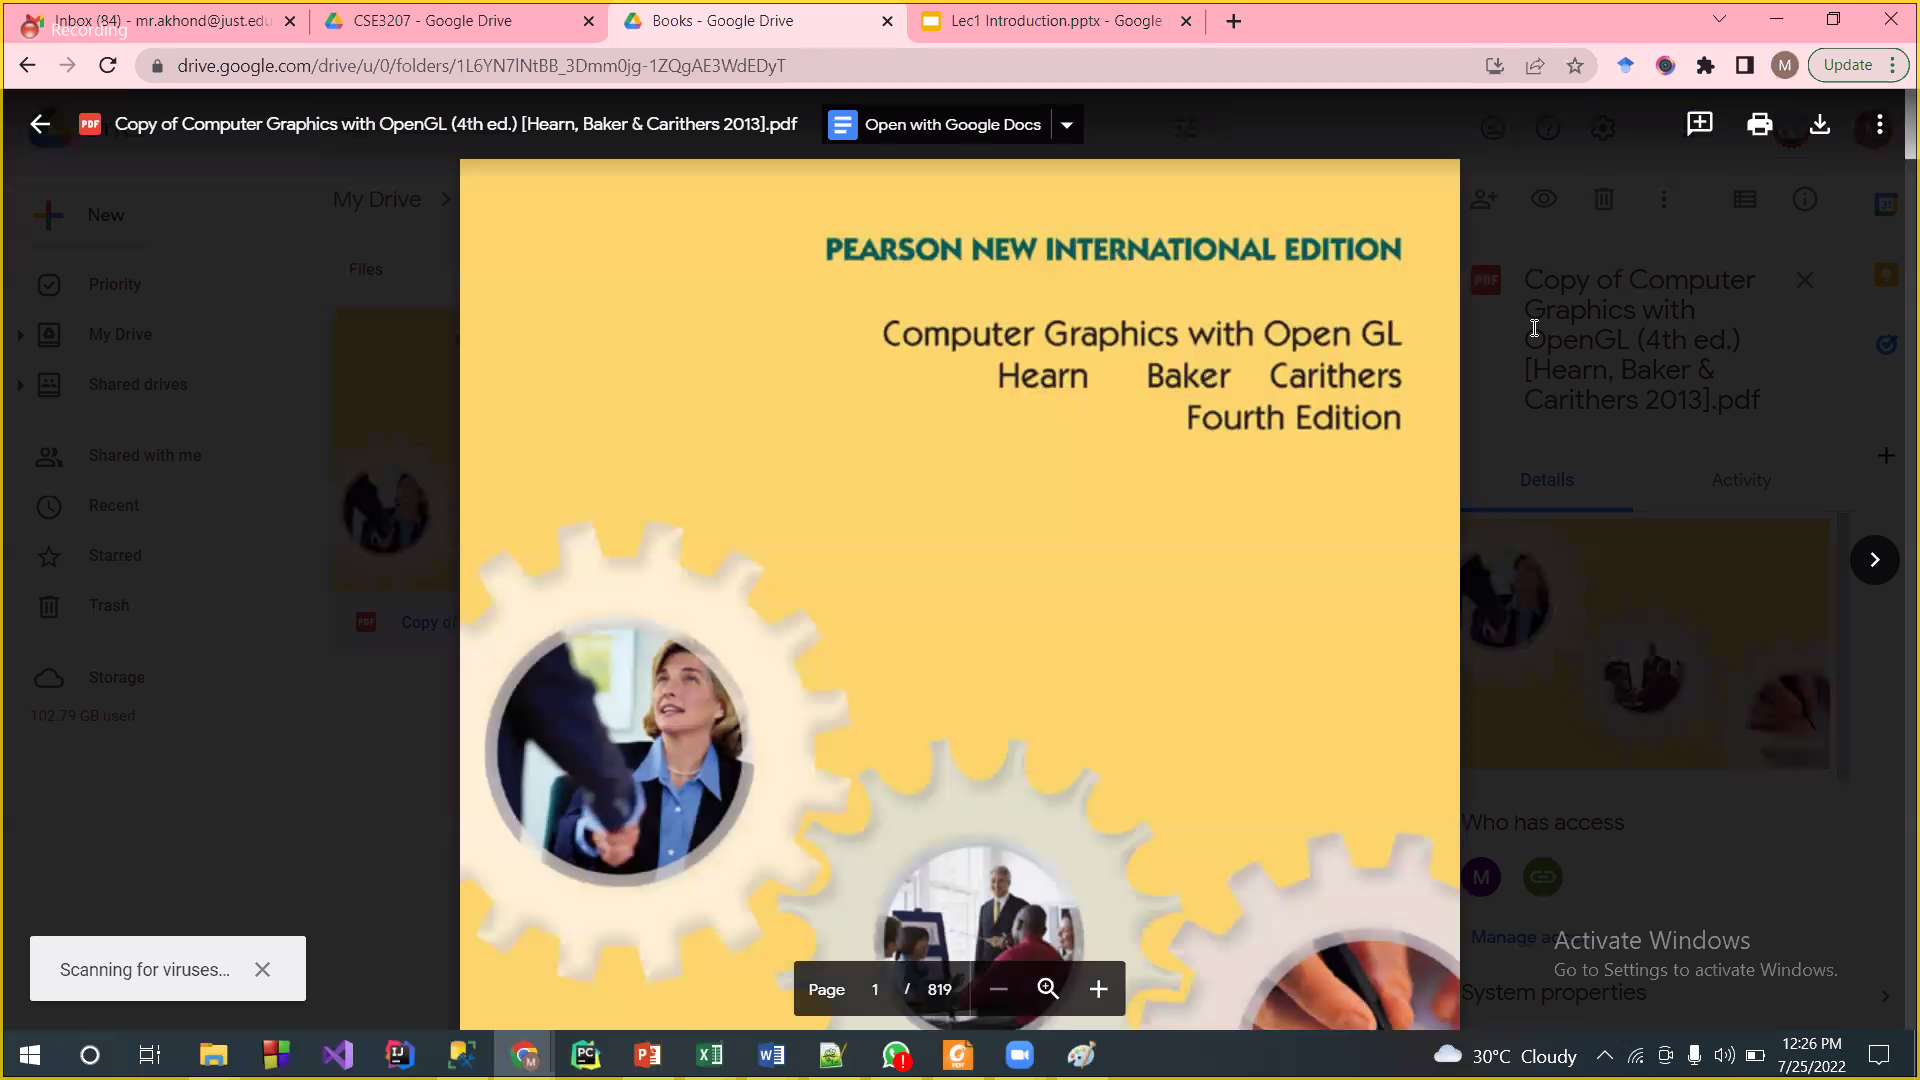 Inbox (84) - mr.akhond@just.edu
Recording
CSE3207 - Google Drive
Books - Google Drive
Lec1 Introduction.pptx - Google
drive.google.com/drive/u/0/folders/1L6YN7lNtBB_3Dmm0jg-1ZQgAE3WdEDyT
M
Update
PDF
Copy of Computer Graphics with OpenGL (4th ed.) [Hearn, Baker & Carithers 2013].pdf
Open with Google Docs
New
My Drive
Files
Priority
My Drive
Shared drives
Shared with me
Recent
Starred
Trash
Storage
102.79 GB used
PDF
Copy of
PEARSON NEW INTERNATIONAL EDITION
Computer Graphics with Open GL
Hearn Baker Carithers
Fourth Edition
PDF
Copy of Computer
Graphics with
OpenGL (4th ed.)
[Hearn, Baker &
Carithers 2013].pdf
31
Details
Activity
Who has access
M
Manage
Activate Windows
Go to Settings to activate Windows.
System properties
Scanning for viruses...
Page 1 / 819
30°C Cloudy
12:26 PM
7/25/2022